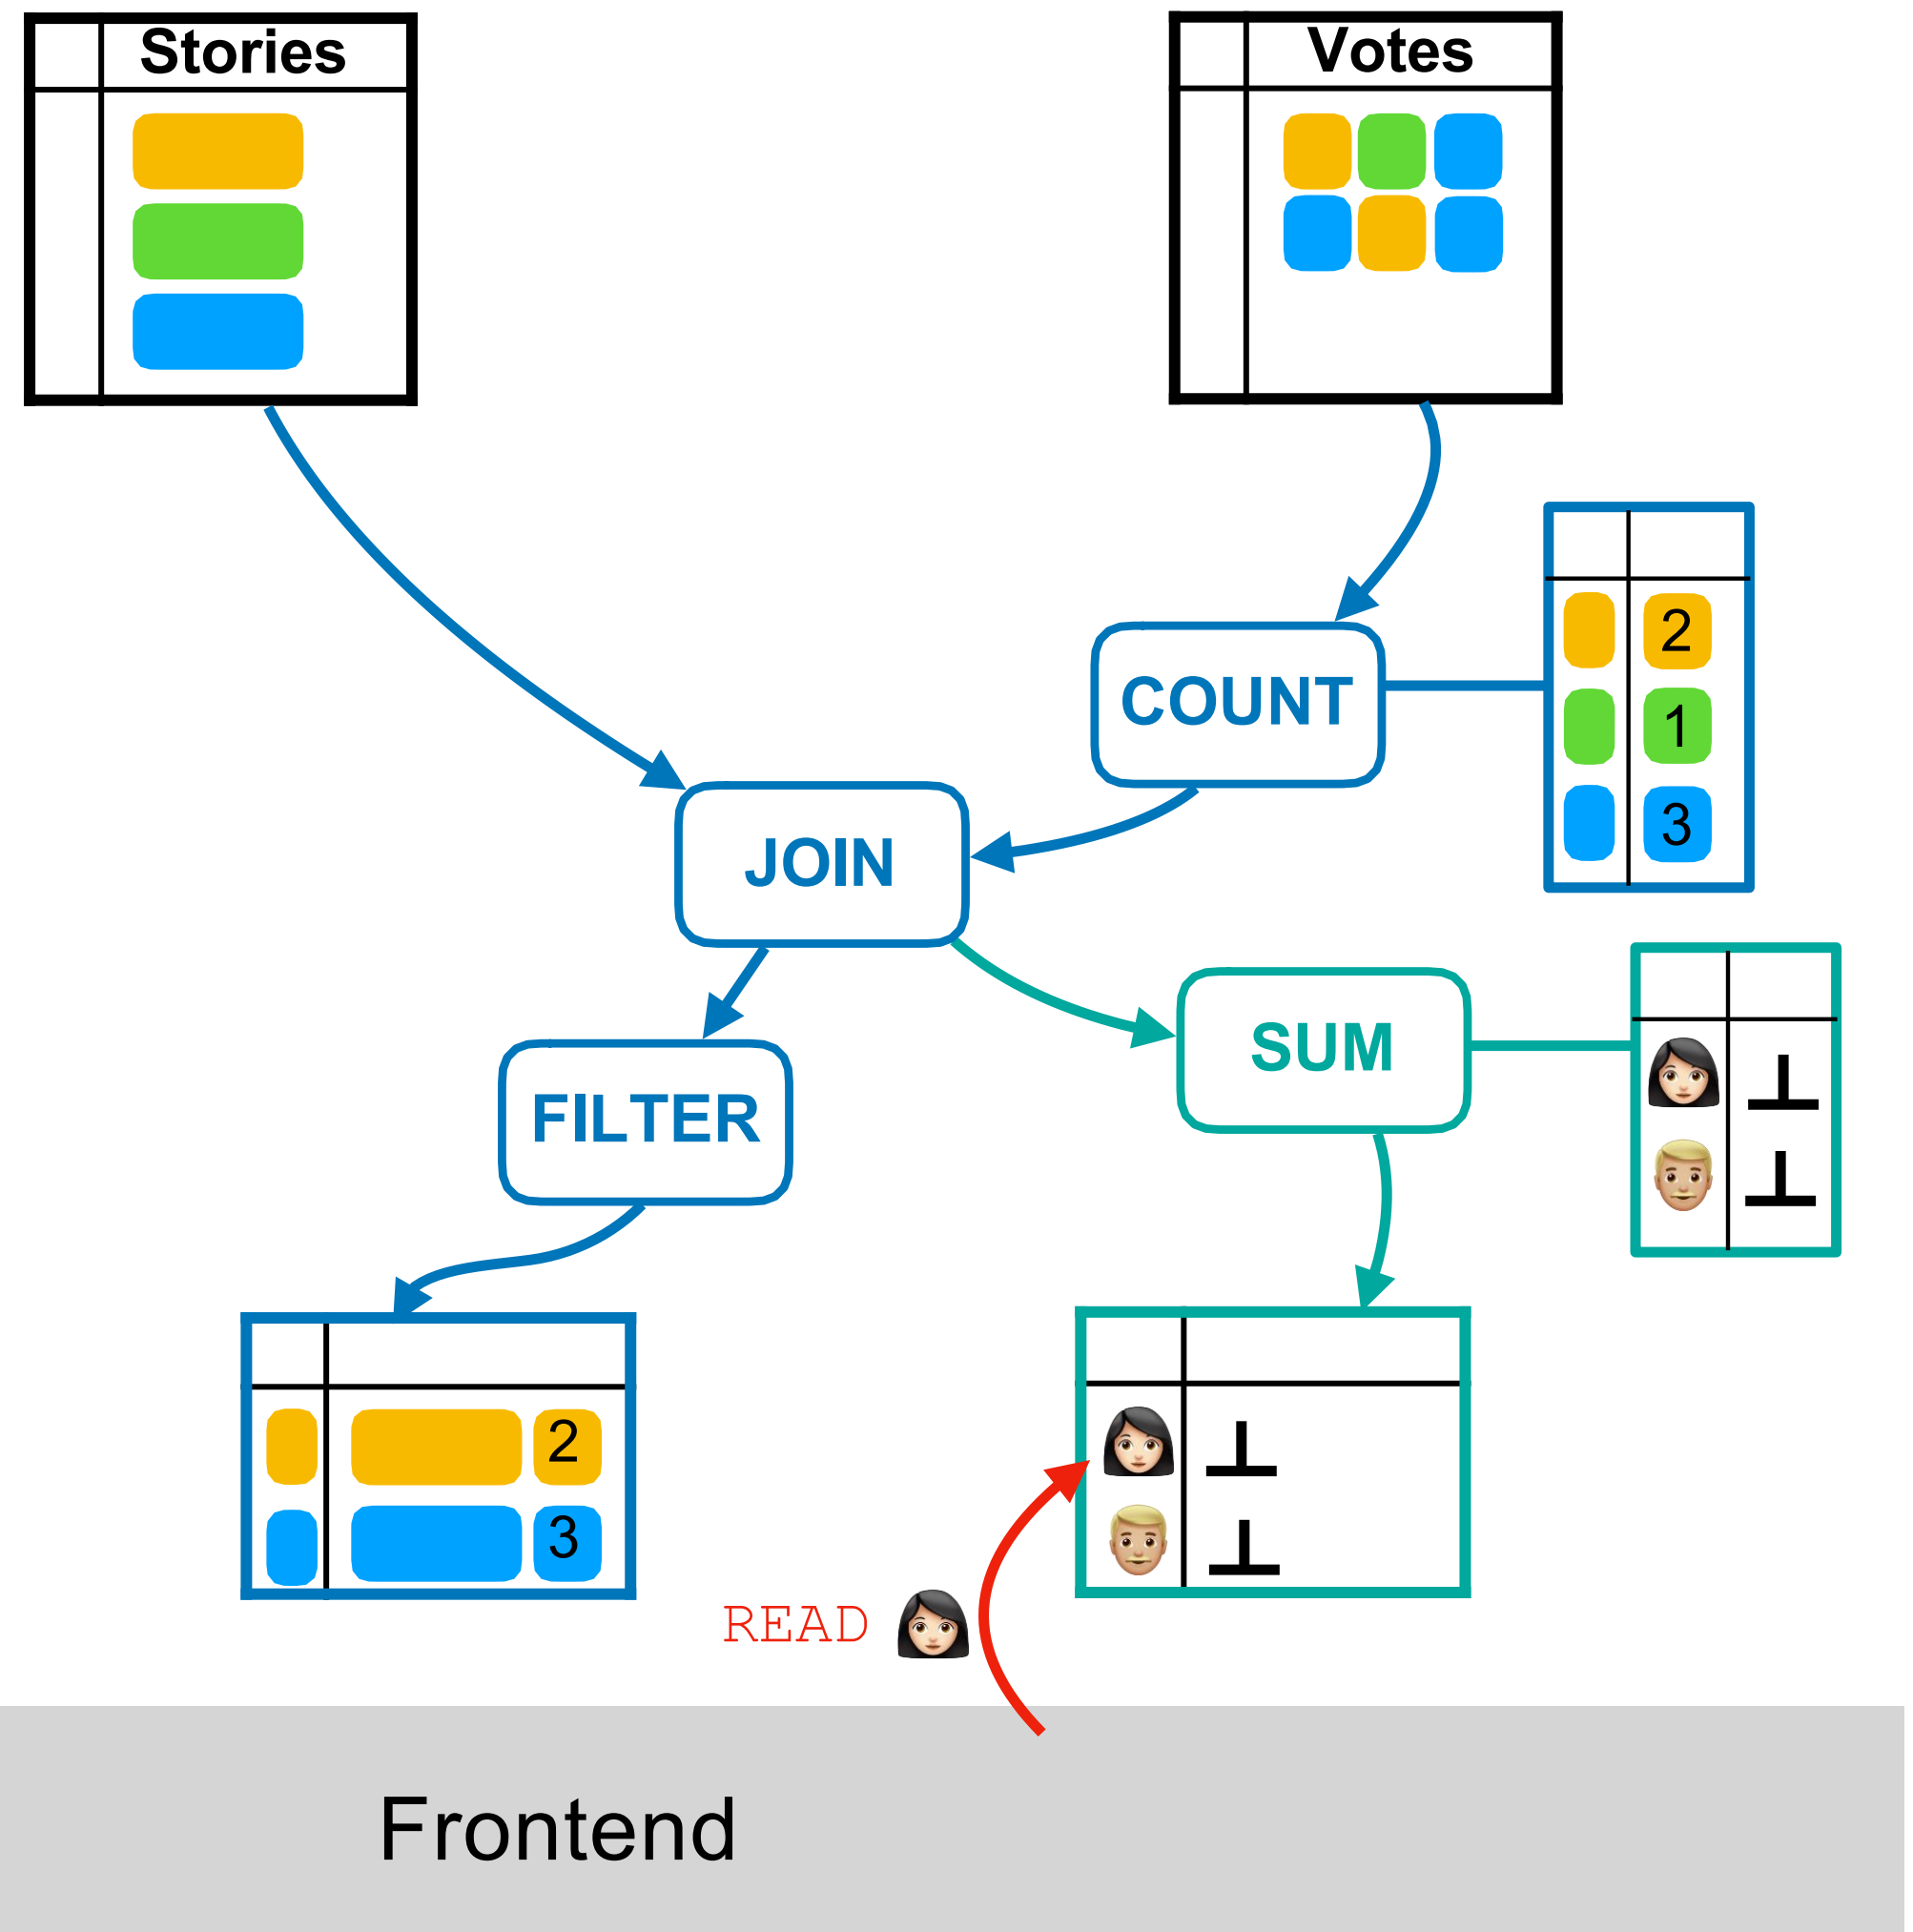 Stories
Votes
2
COUNT
1
3
JOIN
SUM
⊥
FILTER
⊥
2
⊥
3
⊥
READ
Frontend